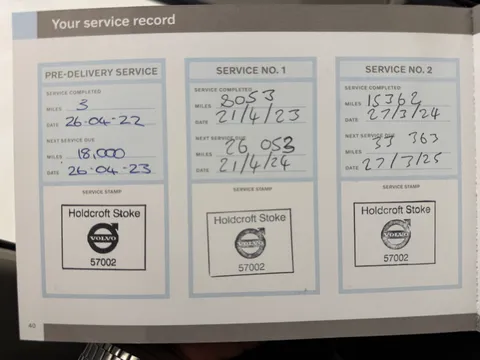 Your service record
PRE-DELIVERY SERVICE
SERVICE COMPLETED
MILES 3
DATE 26-04-22
NEXT SERVICE DUE
MILES 18,000
DATE 26-04-23
SERVICE STAMP
Holdcroft Stoke
VOLVO
57002
SERVICE NO. 1
SERVICE COMPLETED
MILES 8053
DATE 21/4/23
NEXT SERVICE DUE
MILES 26 053
DATE 21/4/24
SERVICE STAMP
Holdcroft Stoke
VOLVO
57002
SERVICE NO. 2
SERVICE COMPLETED
MILES 15362
DATE 27/3/24
NEXT SERVICE DUE
MILES 33 363
DATE 27/3/25
SERVICE STAMP
Holdcroft Stoke
VOLVO
57002
40